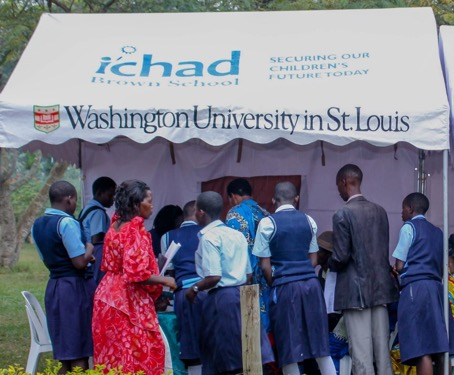 ichad
Brown School
SECURING OUR
CHILDREN'S
FUTURE TODAY
Washington University in St. Louis